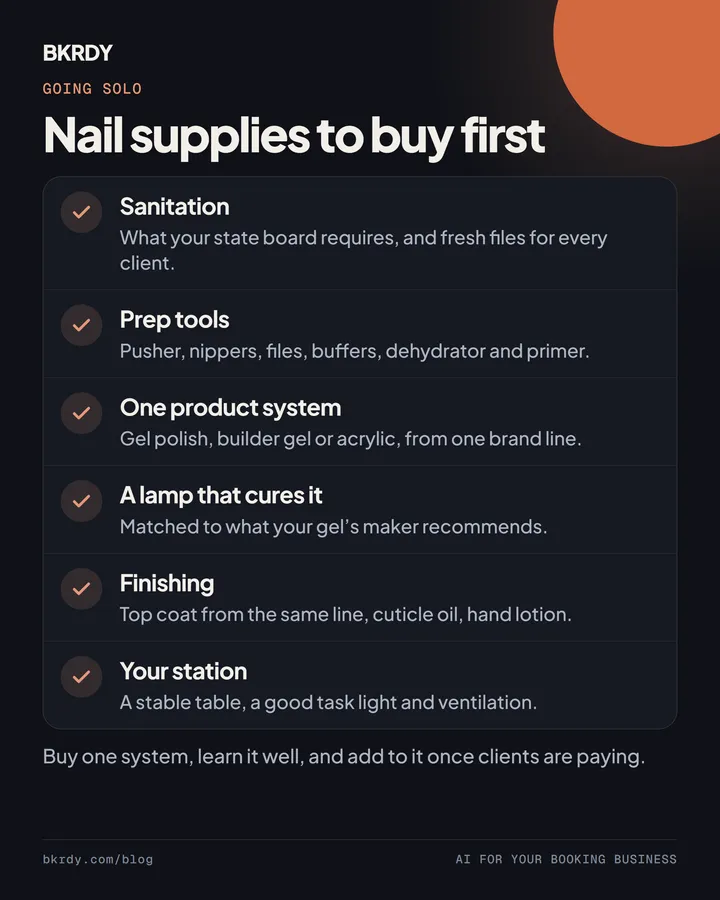 BKRDY
GOING SOLO
Nail supplies to buy first
Sanitation
What your state board requires, and fresh files for every
client.
Prep tools
Pusher, nippers, files, buffers, dehydrator and primer.
One product system
Gel polish, builder gel or acrylic, from one brand line.
A lamp that cures it
Matched to what your gel’s maker recommends.
Finishing
Top coat from the same line, cuticle oil, hand lotion.
Your station
A stable table, a good task light and ventilation.
Buy one system, learn it well, and add to it once clients are paying.
bkrdy.com/blog
AI FOR YOUR BOOKING BUSINESS